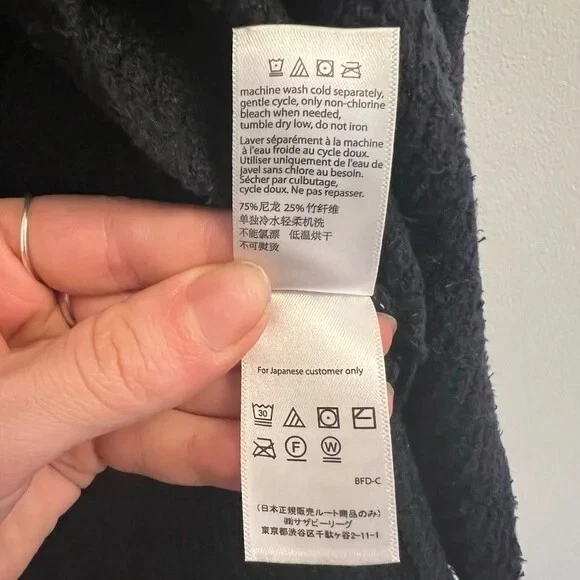 machine wash cold separately,
gentle cycle, only non-chlorine
bleach when needed,
tumble dry low, do not iron
Laver séparément à la machine
à l'eau froide au cycle doux.
Utiliser uniquement de l'eau de
javel sans chlore au besoin.
Sécher par culbutage,
cycle doux. Ne pas repasser.
75%尼龙 25%竹纤维
单独冷水轻柔机洗
不能氯漂 低温烘干
不可熨烫
For Japanese customer only
30
F W
BFD-C
(日本正規販売ルート商品のみ)
㈱サザビーリーグ
東京都渋谷区千駄ヶ谷2-11-1